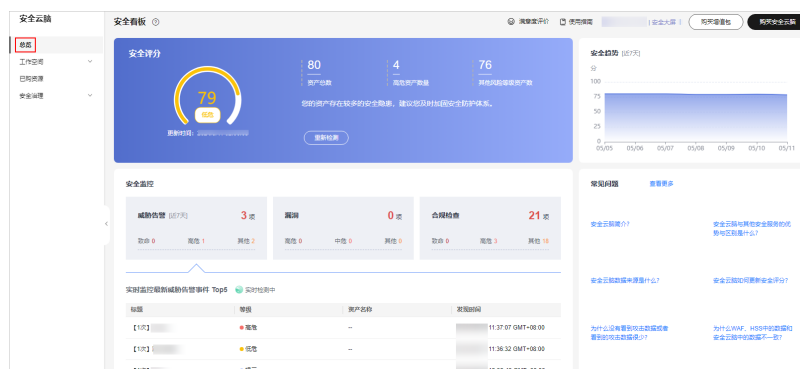 安全云脑
总览
工作空间
已购资源
安全治理
安全看板
满意度评价
使用指南
| 安全大屏 |
购买增值包
购买安全云脑
安全评分
79
低危
更新时间：
80
资产总数
4
高危资产数量
76
其他风险等级资产数
您的资产存在较多的安全隐患，建议您及时加固安全防护体系。
重新检测
安全趋势 [近7天]
分
100
75
50
25
0
05/05 05/06 05/07 05/08 05/09 05/10 05/11
安全监控
威胁告警 [近7天] 3 项
致命 0 高危 1 其他 2
漏洞 0 项
高危 0 中危 0 其他 0
合规检查 21 项
致命 0 高危 3 其他 18
实时监控最新威胁告警事件 Top5 实时检测中
标题 等级 资产名称 发现时间
【1次】 高危 -- 11:37:07 GMT+08:00
【1次】 低危 -- 11:36:32 GMT+08:00
常见问题 查看更多
安全云脑简介?
安全云脑与其他安全服务的优
势与区别是什么?
安全云脑数据来源是什么?
安全云脑如何更新安全评分?
为什么没有看到攻击数据或者
看到的攻击数据很少?
为什么WAF、HSS中的数据和
安全云脑中的数据不一致?